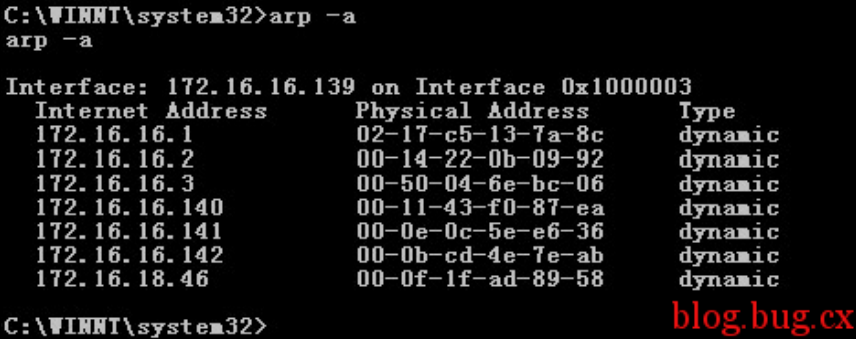 C:\WINNT\system32>arp -a
arp -a
Interface: 172.16.16.139 on Interface 0x1000003
Internet Address Physical Address Type
172.16.16.1 02-17-c5-13-7a-8c dynamic
172.16.16.2 00-14-22-0b-09-92 dynamic
172.16.16.3 00-50-04-6e-bc-06 dynamic
172.16.16.140 00-11-43-f0-87-ea dynamic
172.16.16.141 00-0e-0c-5e-e6-36 dynamic
172.16.16.142 00-0b-cd-4e-7e-ab dynamic
172.16.18.46 00-0f-1f-ad-89-58 dynamic
C:\WINNT\system32>
blog.bug.cx